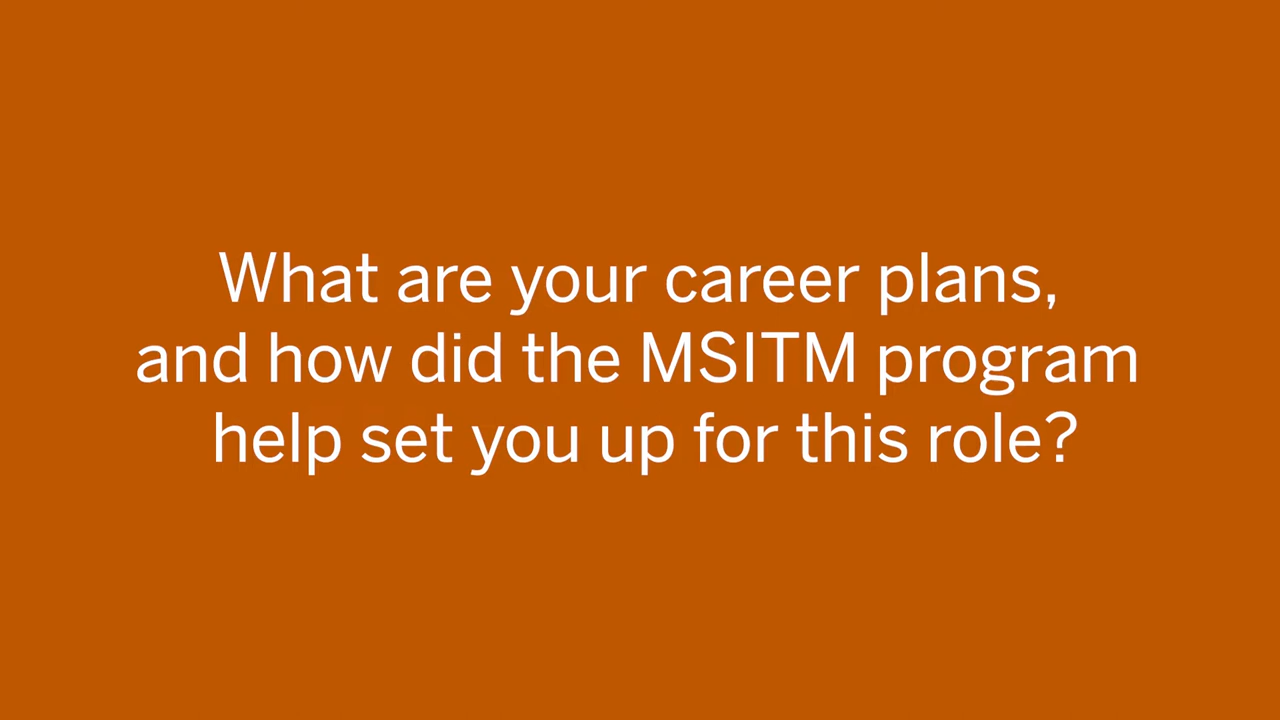 What are your career plans,
and how did the MSITM program
help set you up for this role?